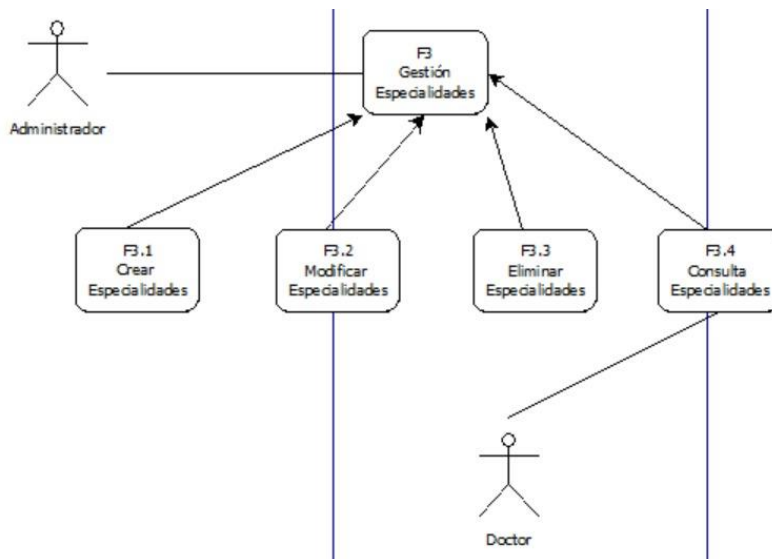 F3
Gestión
Especialidades
Administrador
F3.1
Crear
Especialidades
F3.2
Modificar
Especialidades
F3.3
Eliminar
Especialidades
F3.4
Consulta
Especialidades
Doctor